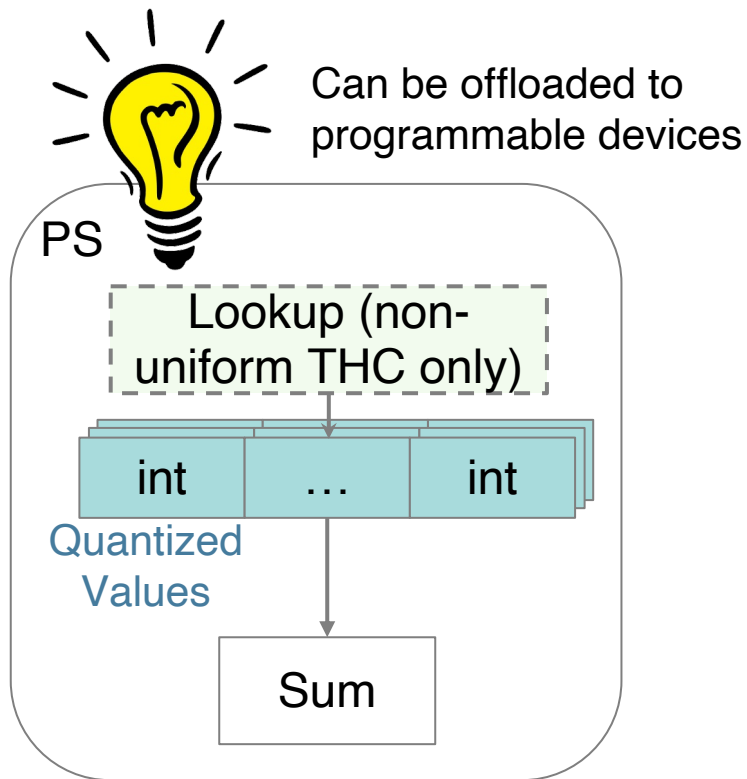 Can be offloaded to
programmable devices
PS
Lookup (non-
uniform THC only)
int
…
int
Quantized
Values
Sum